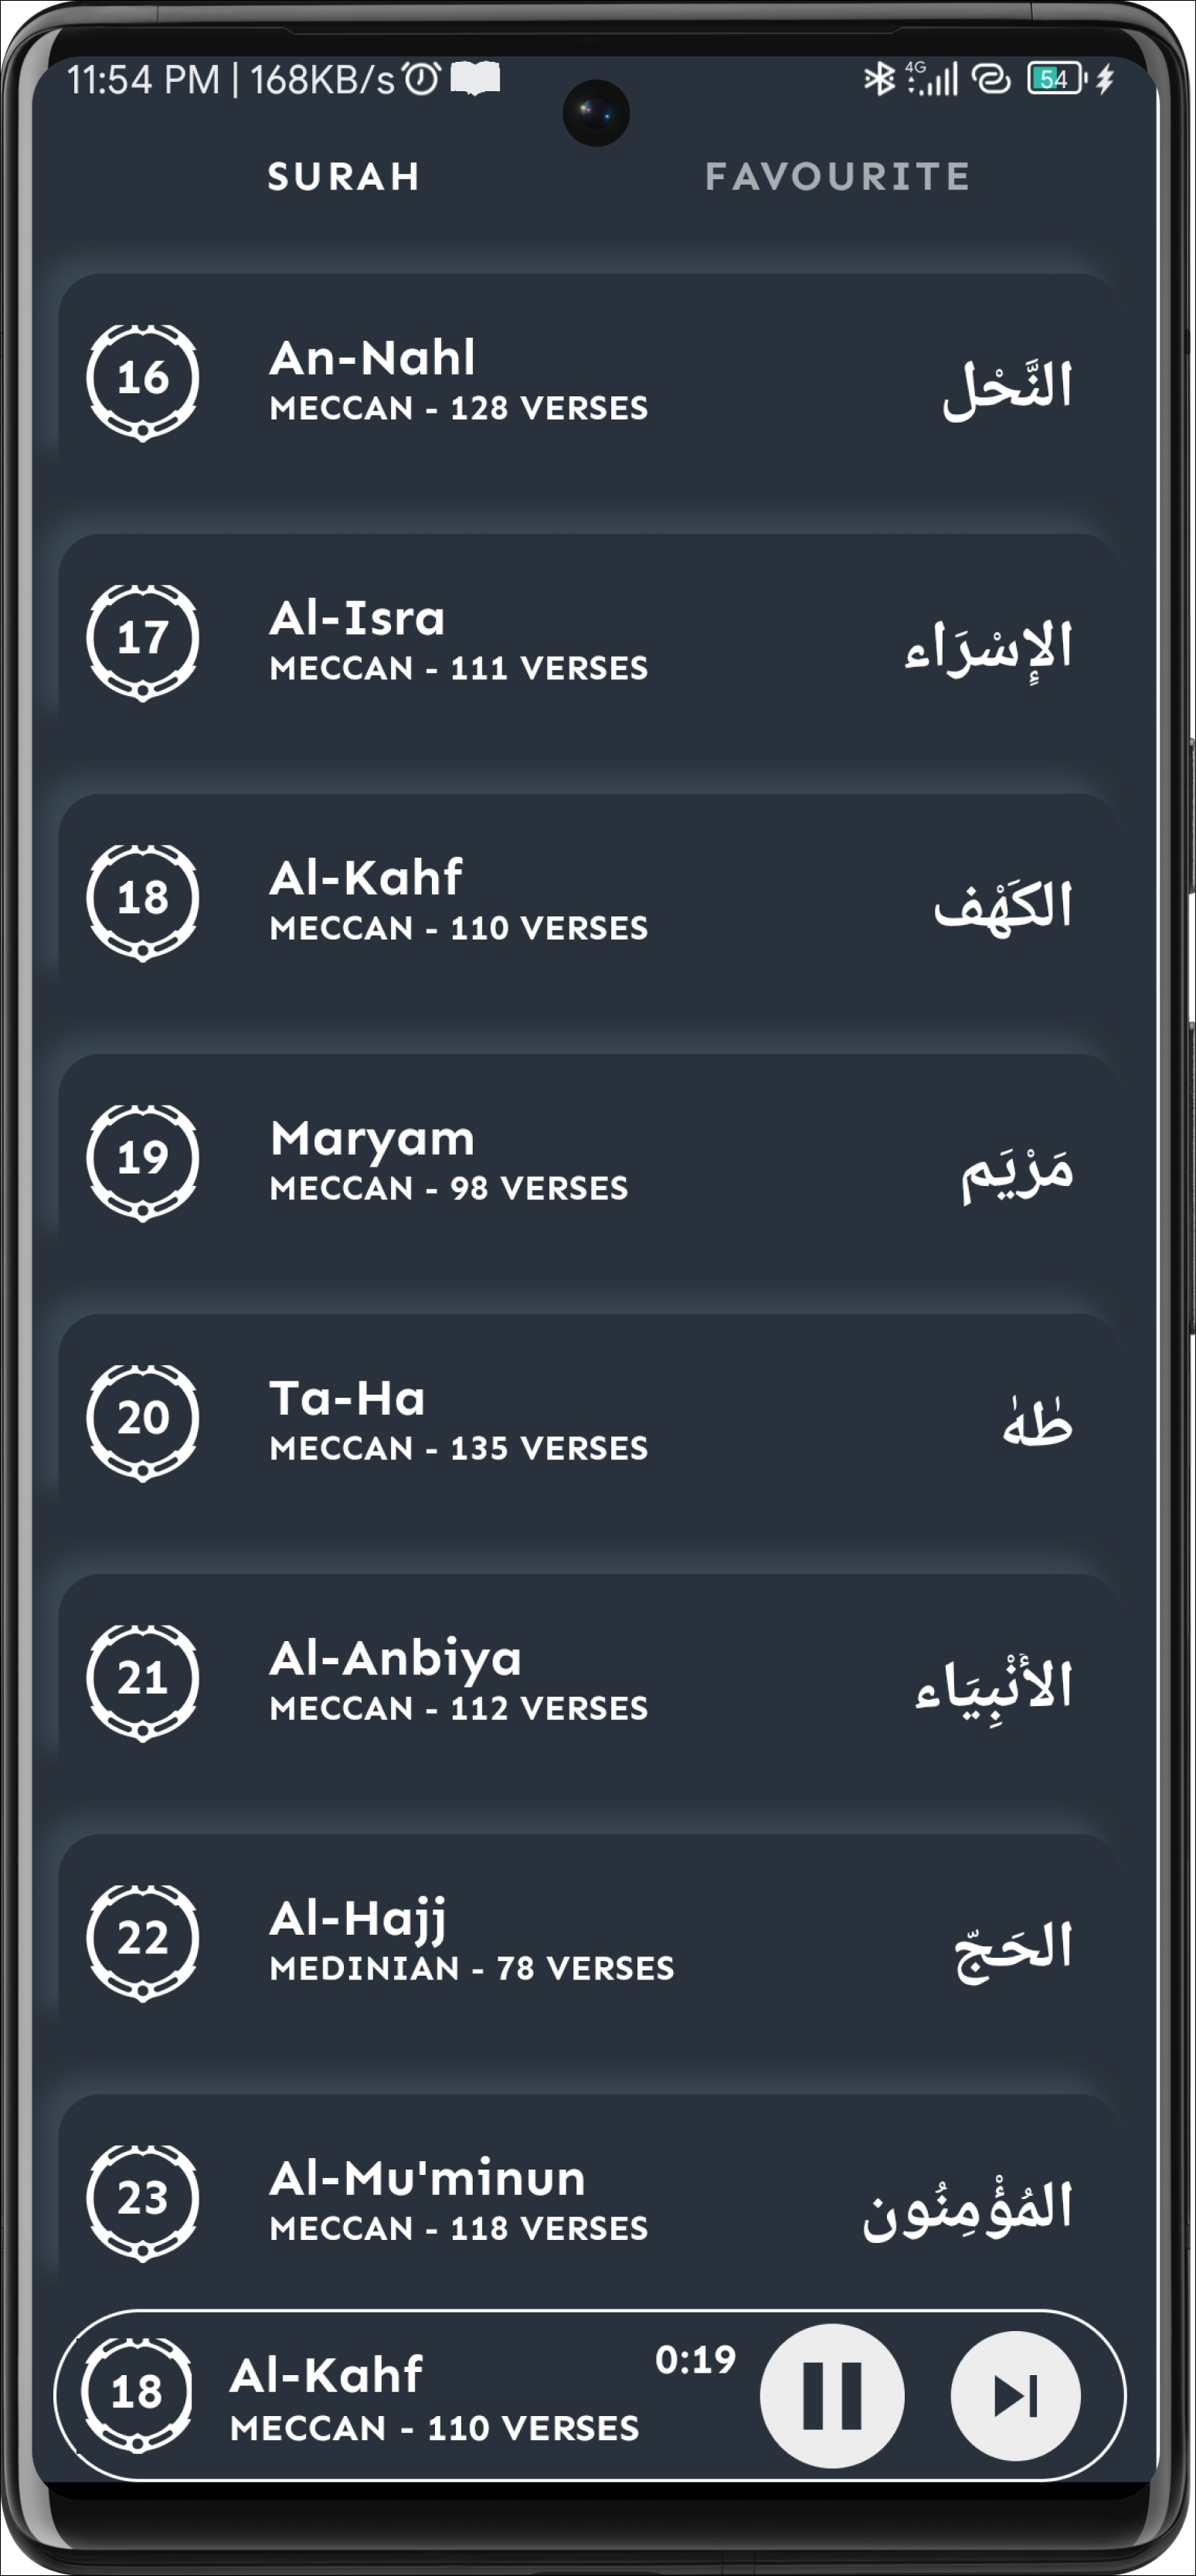 11:54 PM | 168KB/s 4G 54
SURAH FAVOURITE
16 An-Nahl النَّحْل
MECCAN - 128 VERSES
17 Al-Isra الإِسْرَاء
MECCAN - 111 VERSES
18 Al-Kahf الكَهْف
MECCAN - 110 VERSES
19 Maryam مَرْيَم
MECCAN - 98 VERSES
20 Ta-Ha طٰهٰ
MECCAN - 135 VERSES
21 Al-Anbiya الأَنْبِيَاء
MECCAN - 112 VERSES
22 Al-Hajj الحَجّ
MEDINIAN - 78 VERSES
23 Al-Mu'minun المُؤْمِنُون
MECCAN - 118 VERSES
18 Al-Kahf 0:19
MECCAN - 110 VERSES